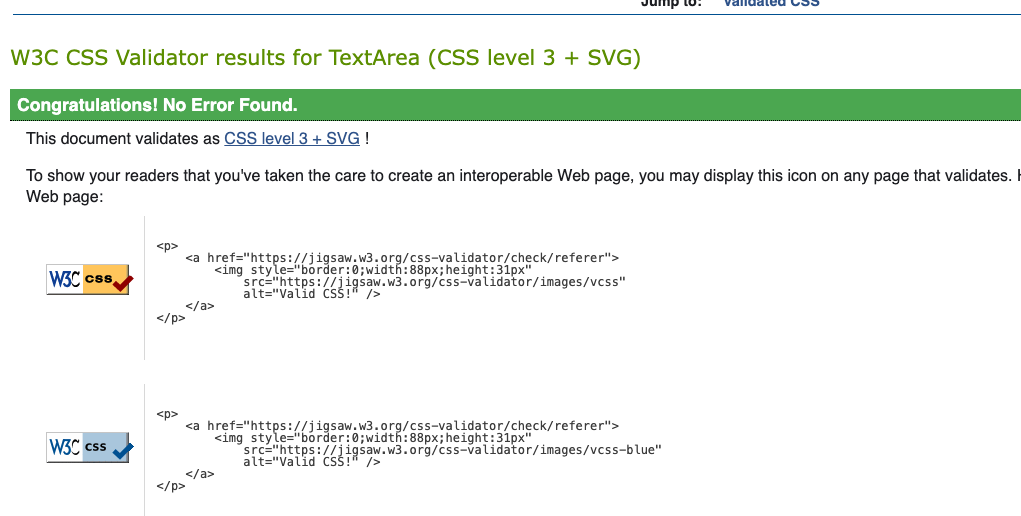 Jump to: Validated CSS
W3C CSS Validator results for TextArea (CSS level 3 + SVG)
Congratulations! No Error Found.
This document validates as CSS level 3 + SVG !
To show your readers that you've taken the care to create an interoperable Web page, you may display this icon on any page that validates.
Web page:
<p>
<a href="https://jigsaw.w3.org/css-validator/check/referer">
<img style="border:0;width:88px;height:31px"
src="https://jigsaw.w3.org/css-validator/images/vcss"
alt="Valid CSS!" />
</a>
</p>
W3C css
<p>
<a href="https://jigsaw.w3.org/css-validator/check/referer">
<img style="border:0;width:88px;height:31px"
src="https://jigsaw.w3.org/css-validator/images/vcss-blue"
alt="Valid CSS!" />
</a>
</p>
W3C css